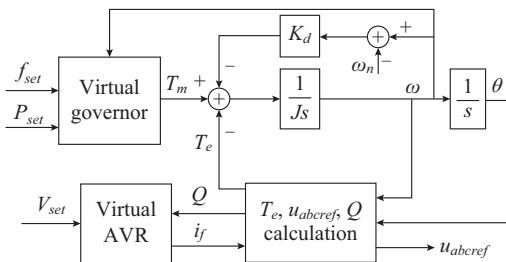 K_d
+
ω_n
−
−
f_set
P_set
Virtual
governor
T_m
+
1
Js
ω
1
s
θ
T_e
−
V_set
Virtual
AVR
Q
i_f
T_e, u_abcref, Q
calculation
u_abcref